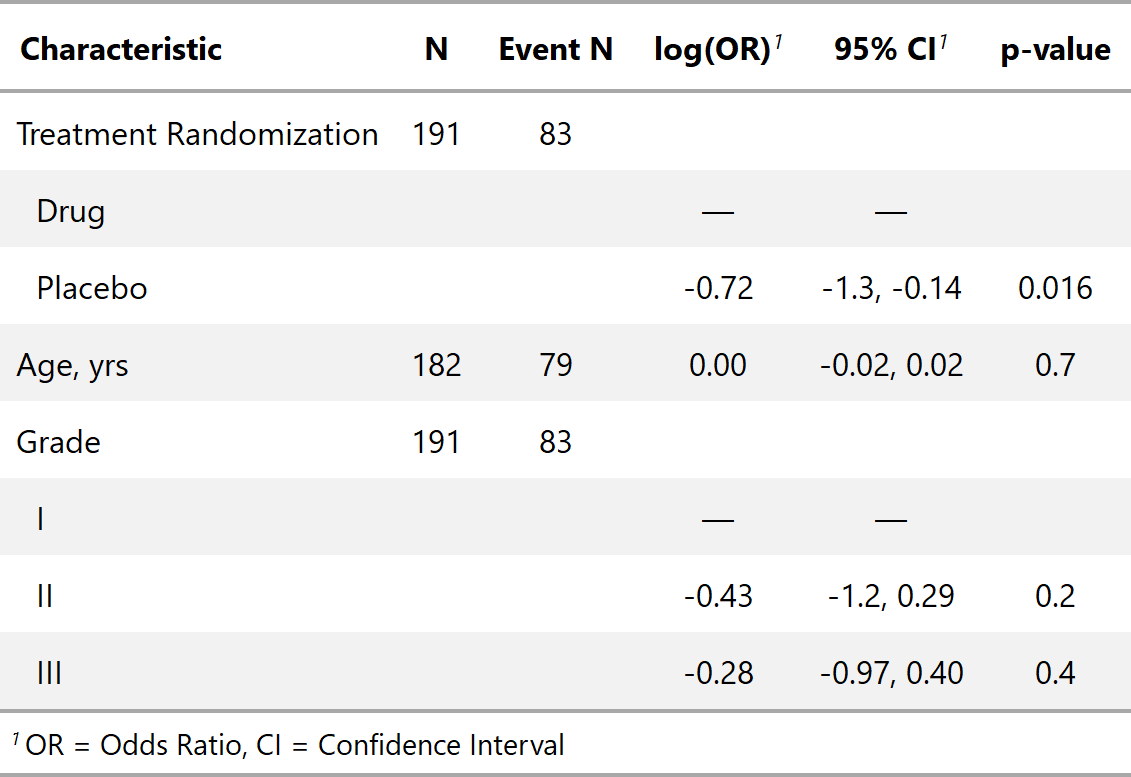 Characteristic N Event N log(OR)¹ 95% CI¹ p-value
Treatment Randomization 191 83
Drug — —
Placebo -0.72 -1.3, -0.14 0.016
Age, yrs 182 79 0.00 -0.02, 0.02 0.7
Grade 191 83
I — —
II -0.43 -1.2, 0.29 0.2
III -0.28 -0.97, 0.40 0.4
¹ OR = Odds Ratio, CI = Confidence Interval